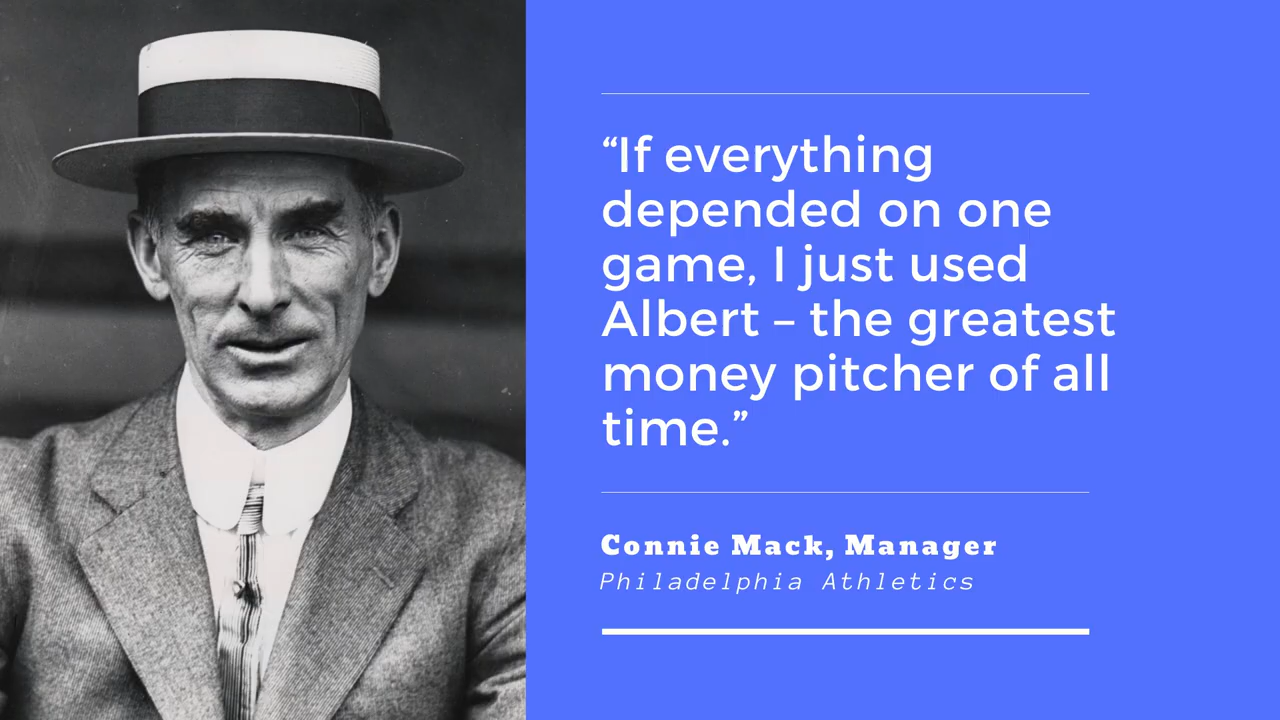 “If everything
depended on one
game, I just used
Albert – the greatest
money pitcher of all
time.”
Connie Mack, Manager
Philadelphia Athletics